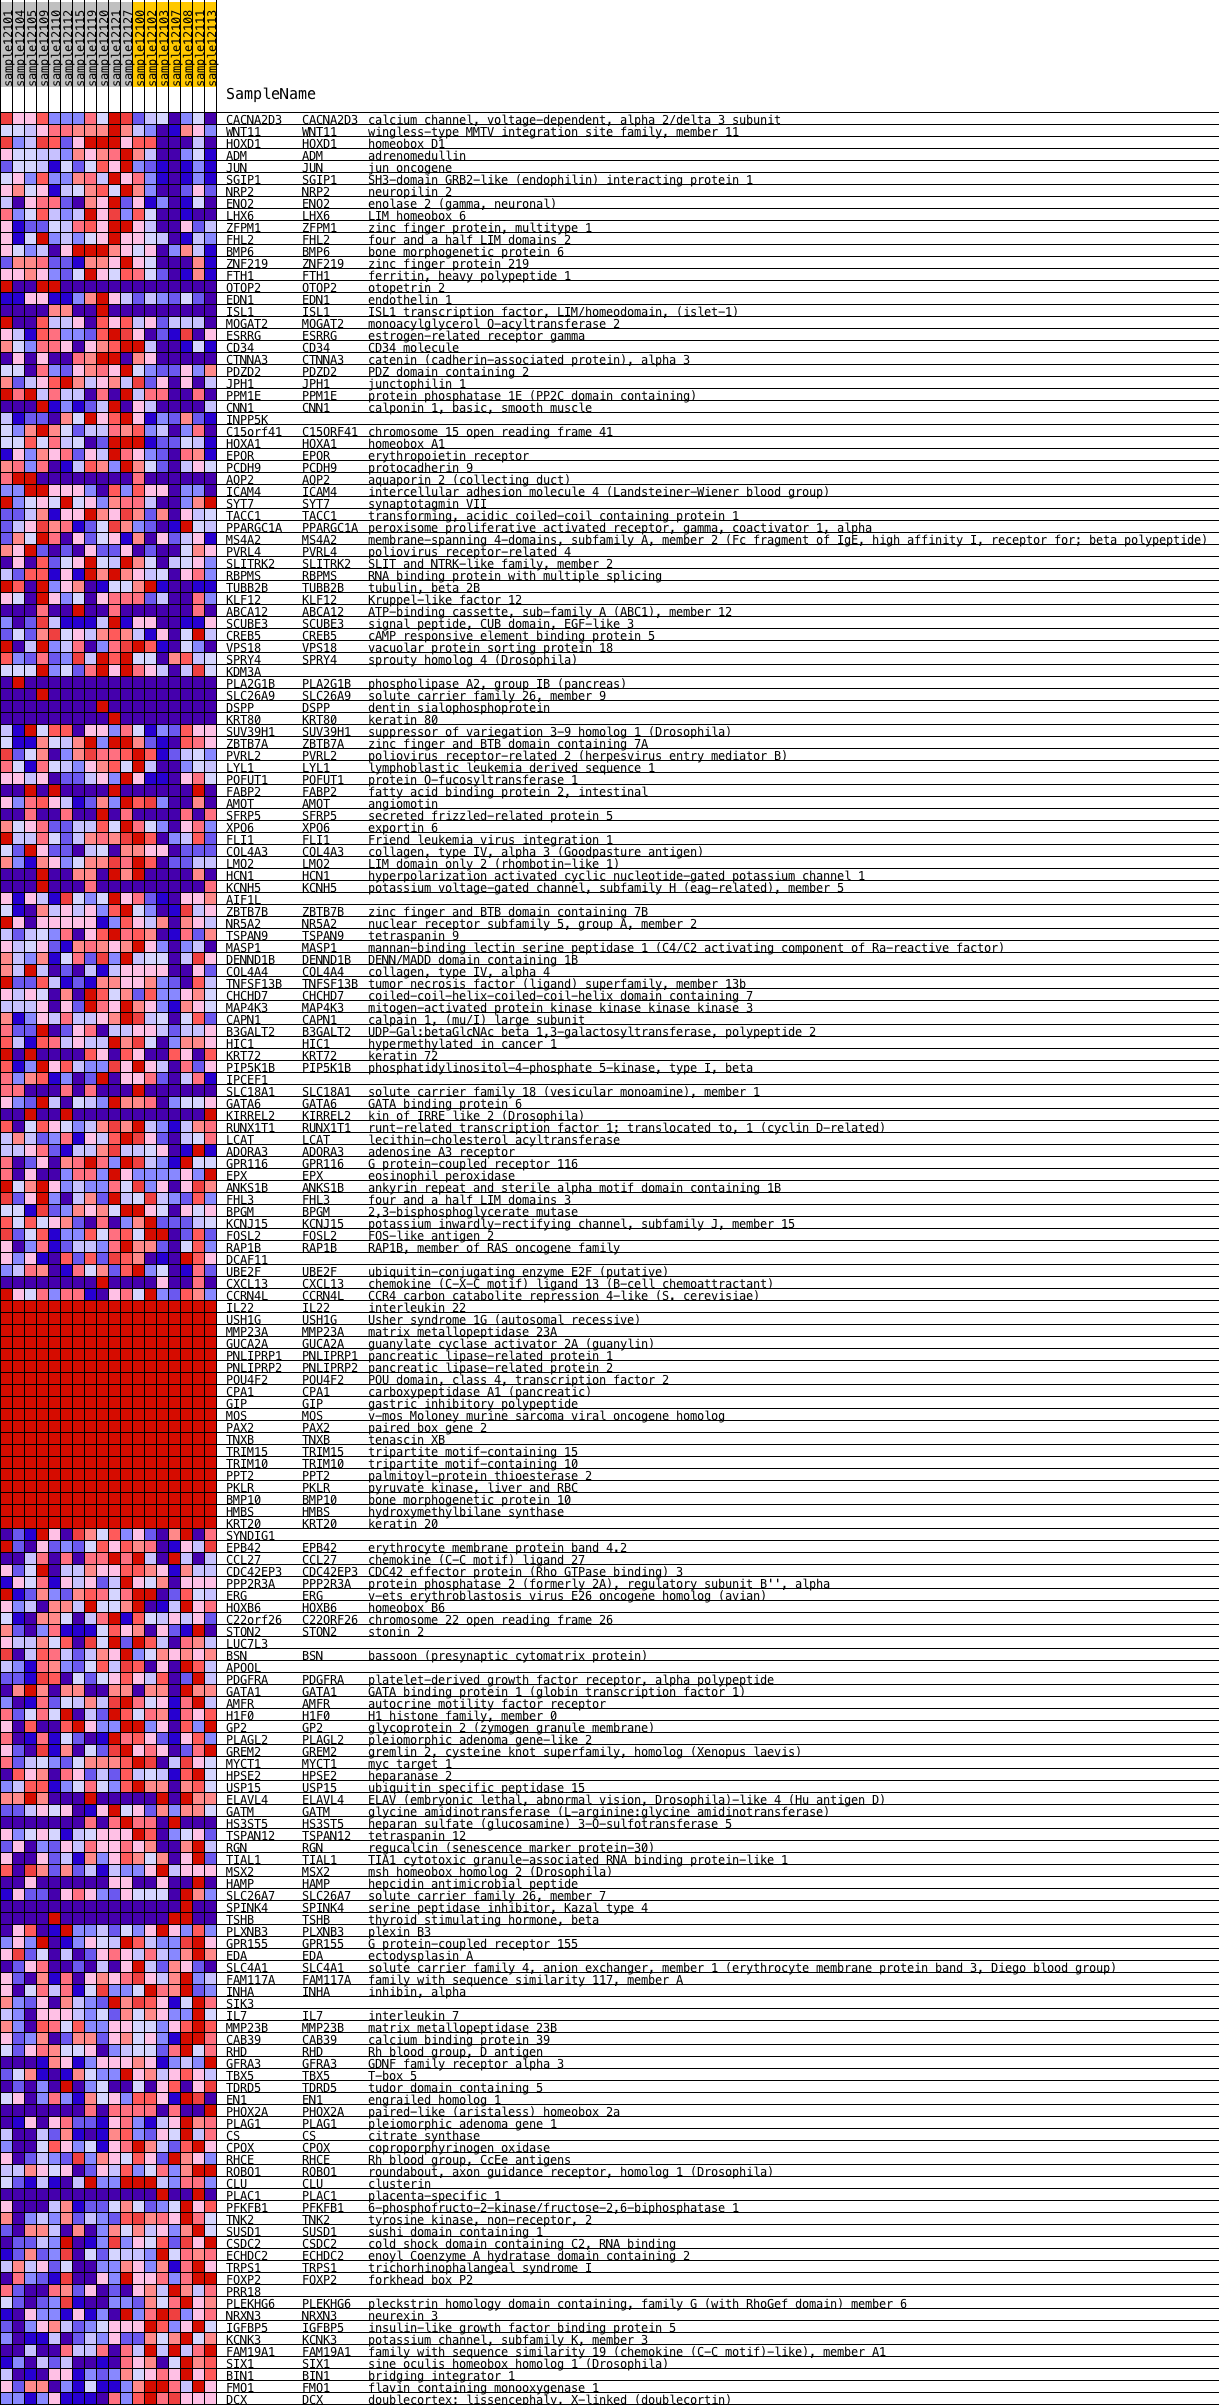 sample12101 sample12104 sample12105 sample12109 sample12110 sample12112 sample12115 sample12119 sample12120 sample12121 sample12127 sample12100 sample12102 sample12103 sample12107 sample12108 sample12111 sample12113
SampleName
CACNA2D3 CACNA2D3 calcium channel, voltage-dependent, alpha 2/delta 3 subunit
WNT11 WNT11 wingless-type MMTV integration site family, member 11
HOXD1 HOXD1 homeobox D1
ADM ADM adrenomedullin
JUN JUN jun oncogene
SGIP1 SGIP1 SH3-domain GRB2-like (endophilin) interacting protein 1
NRP2 NRP2 neuropilin 2
ENO2 ENO2 enolase 2 (gamma, neuronal)
LHX6 LHX6 LIM homeobox 6
ZFPM1 ZFPM1 zinc finger protein, multitype 1
FHL2 FHL2 four and a half LIM domains 2
BMP6 BMP6 bone morphogenetic protein 6
ZNF219 ZNF219 zinc finger protein 219
FTH1 FTH1 ferritin, heavy polypeptide 1
OTOP2 OTOP2 otopetrin 2
EDN1 EDN1 endothelin 1
ISL1 ISL1 ISL1 transcription factor, LIM/homeodomain, (islet-1)
MOGAT2 MOGAT2 monoacylglycerol O-acyltransferase 2
ESRRG ESRRG estrogen-related receptor gamma
CD34 CD34 CD34 molecule
CTNNA3 CTNNA3 catenin (cadherin-associated protein), alpha 3
PDZD2 PDZD2 PDZ domain containing 2
JPH1 JPH1 junctophilin 1
PPM1E PPM1E protein phosphatase 1E (PP2C domain containing)
CNN1 CNN1 calponin 1, basic, smooth muscle
INPP5K
C15orf41 C15ORF41 chromosome 15 open reading frame 41
HOXA1 HOXA1 homeobox A1
EPOR EPOR erythropoietin receptor
PCDH9 PCDH9 protocadherin 9
AQP2 AQP2 aquaporin 2 (collecting duct)
ICAM4 ICAM4 intercellular adhesion molecule 4 (Landsteiner-Wiener blood group)
SYT7 SYT7 synaptotagmin VII
TACC1 TACC1 transforming, acidic coiled-coil containing protein 1
PPARGC1A PPARGC1A peroxisome proliferative activated receptor, gamma, coactivator 1, alpha
MS4A2 MS4A2 membrane-spanning 4-domains, subfamily A, member 2 (Fc fragment of IgE, high affinity I, receptor for; beta polypeptide)
PVRL4 PVRL4 poliovirus receptor-related 4
SLITRK2 SLITRK2 SLIT and NTRK-like family, member 2
RBPMS RBPMS RNA binding protein with multiple splicing
TUBB2B TUBB2B tubulin, beta 2B
KLF12 KLF12 Kruppel-like factor 12
ABCA12 ABCA12 ATP-binding cassette, sub-family A (ABC1), member 12
SCUBE3 SCUBE3 signal peptide, CUB domain, EGF-like 3
CREB5 CREB5 cAMP responsive element binding protein 5
VPS18 VPS18 vacuolar protein sorting protein 18
SPRY4 SPRY4 sprouty homolog 4 (Drosophila)
KDM3A
PLA2G1B PLA2G1B phospholipase A2, group IB (pancreas)
SLC26A9 SLC26A9 solute carrier family 26, member 9
DSPP DSPP dentin sialophosphoprotein
KRT80 KRT80 keratin 80
SUV39H1 SUV39H1 suppressor of variegation 3-9 homolog 1 (Drosophila)
ZBTB7A ZBTB7A zinc finger and BTB domain containing 7A
PVRL2 PVRL2 poliovirus receptor-related 2 (herpesvirus entry mediator B)
LYL1 LYL1 lymphoblastic leukemia derived sequence 1
POFUT1 POFUT1 protein O-fucosyltransferase 1
FABP2 FABP2 fatty acid binding protein 2, intestinal
AMOT AMOT angiomotin
SFRP5 SFRP5 secreted frizzled-related protein 5
XPO6 XPO6 exportin 6
FLI1 FLI1 Friend leukemia virus integration 1
COL4A3 COL4A3 collagen, type IV, alpha 3 (Goodpasture antigen)
LMO2 LMO2 LIM domain only 2 (rhombotin-like 1)
HCN1 HCN1 hyperpolarization activated cyclic nucleotide-gated potassium channel 1
KCNH5 KCNH5 potassium voltage-gated channel, subfamily H (eag-related), member 5
AIF1L
ZBTB7B ZBTB7B zinc finger and BTB domain containing 7B
NR5A2 NR5A2 nuclear receptor subfamily 5, group A, member 2
TSPAN9 TSPAN9 tetraspanin 9
MASP1 MASP1 mannan-binding lectin serine peptidase 1 (C4/C2 activating component of Ra-reactive factor)
DENND1B DENND1B DENN/MADD domain containing 1B
COL4A4 COL4A4 collagen, type IV, alpha 4
TNFSF13B TNFSF13B tumor necrosis factor (ligand) superfamily, member 13b
CHCHD7 CHCHD7 coiled-coil-helix-coiled-coil-helix domain containing 7
MAP4K3 MAP4K3 mitogen-activated protein kinase kinase kinase kinase 3
CAPN1 CAPN1 calpain 1, (mu/I) large subunit
B3GALT2 B3GALT2 UDP-Gal:betaGlcNAc beta 1,3-galactosyltransferase, polypeptide 2
HIC1 HIC1 hypermethylated in cancer 1
KRT72 KRT72 keratin 72
PIP5K1B PIP5K1B phosphatidylinositol-4-phosphate 5-kinase, type I, beta
IPCEF1
SLC18A1 SLC18A1 solute carrier family 18 (vesicular monoamine), member 1
GATA6 GATA6 GATA binding protein 6
KIRREL2 KIRREL2 kin of IRRE like 2 (Drosophila)
RUNX1T1 RUNX1T1 runt-related transcription factor 1; translocated to, 1 (cyclin D-related)
LCAT LCAT lecithin-cholesterol acyltransferase
ADORA3 ADORA3 adenosine A3 receptor
GPR116 GPR116 G protein-coupled receptor 116
EPX EPX eosinophil peroxidase
ANKS1B ANKS1B ankyrin repeat and sterile alpha motif domain containing 1B
FHL3 FHL3 four and a half LIM domains 3
BPGM BPGM 2,3-bisphosphoglycerate mutase
KCNJ15 KCNJ15 potassium inwardly-rectifying channel, subfamily J, member 15
FOSL2 FOSL2 FOS-like antigen 2
RAP1B RAP1B RAP1B, member of RAS oncogene family
DCAF11
UBE2F UBE2F ubiquitin-conjugating enzyme E2F (putative)
CXCL13 CXCL13 chemokine (C-X-C motif) ligand 13 (B-cell chemoattractant)
CCRN4L CCRN4L CCR4 carbon catabolite repression 4-like (S. cerevisiae)
IL22 IL22 interleukin 22
USH1G USH1G Usher syndrome 1G (autosomal recessive)
MMP23A MMP23A matrix metallopeptidase 23A
GUCA2A GUCA2A guanylate cyclase activator 2A (guanylin)
PNLIPRP1 PNLIPRP1 pancreatic lipase-related protein 1
PNLIPRP2 PNLIPRP2 pancreatic lipase-related protein 2
POU4F2 POU4F2 POU domain, class 4, transcription factor 2
CPA1 CPA1 carboxypeptidase A1 (pancreatic)
GIP GIP gastric inhibitory polypeptide
MOS MOS v-mos Moloney murine sarcoma viral oncogene homolog
PAX2 PAX2 paired box gene 2
TNXB TNXB tenascin XB
TRIM15 TRIM15 tripartite motif-containing 15
TRIM10 TRIM10 tripartite motif-containing 10
PPT2 PPT2 palmitoyl-protein thioesterase 2
PKLR PKLR pyruvate kinase, liver and RBC
BMP10 BMP10 bone morphogenetic protein 10
HMBS HMBS hydroxymethylbilane synthase
KRT20 KRT20 keratin 20
SYNDIG1
EPB42 EPB42 erythrocyte membrane protein band 4.2
CCL27 CCL27 chemokine (C-C motif) ligand 27
CDC42EP3 CDC42EP3 CDC42 effector protein (Rho GTPase binding) 3
PPP2R3A PPP2R3A protein phosphatase 2 (formerly 2A), regulatory subunit B'', alpha
ERG ERG v-ets erythroblastosis virus E26 oncogene homolog (avian)
HOXB6 HOXB6 homeobox B6
C22orf26 C22ORF26 chromosome 22 open reading frame 26
STON2 STON2 stonin 2
LUC7L3
BSN BSN bassoon (presynaptic cytomatrix protein)
APOOL
PDGFRA PDGFRA platelet-derived growth factor receptor, alpha polypeptide
GATA1 GATA1 GATA binding protein 1 (globin transcription factor 1)
AMFR AMFR autocrine motility factor receptor
H1F0 H1F0 H1 histone family, member 0
GP2 GP2 glycoprotein 2 (zymogen granule membrane)
PLAGL2 PLAGL2 pleiomorphic adenoma gene-like 2
GREM2 GREM2 gremlin 2, cysteine knot superfamily, homolog (Xenopus laevis)
MYCT1 MYCT1 myc target 1
HPSE2 HPSE2 heparanase 2
USP15 USP15 ubiquitin specific peptidase 15
ELAVL4 ELAVL4 ELAV (embryonic lethal, abnormal vision, Drosophila)-like 4 (Hu antigen D)
GATM GATM glycine amidinotransferase (L-arginine:glycine amidinotransferase)
HS3ST5 HS3ST5 heparan sulfate (glucosamine) 3-O-sulfotransferase 5
TSPAN12 TSPAN12 tetraspanin 12
RGN RGN regucalcin (senescence marker protein-30)
TIAL1 TIAL1 TIA1 cytotoxic granule-associated RNA binding protein-like 1
MSX2 MSX2 msh homeobox homolog 2 (Drosophila)
HAMP HAMP hepcidin antimicrobial peptide
SLC26A7 SLC26A7 solute carrier family 26, member 7
SPINK4 SPINK4 serine peptidase inhibitor, Kazal type 4
TSHB TSHB thyroid stimulating hormone, beta
PLXNB3 PLXNB3 plexin B3
GPR155 GPR155 G protein-coupled receptor 155
EDA EDA ectodysplasin A
SLC4A1 SLC4A1 solute carrier family 4, anion exchanger, member 1 (erythrocyte membrane protein band 3, Diego blood group)
FAM117A FAM117A family with sequence similarity 117, member A
INHA INHA inhibin, alpha
SIK3
IL7 IL7 interleukin 7
MMP23B MMP23B matrix metallopeptidase 23B
CAB39 CAB39 calcium binding protein 39
RHD RHD Rh blood group, D antigen
GFRA3 GFRA3 GDNF family receptor alpha 3
TBX5 TBX5 T-box 5
TDRD5 TDRD5 tudor domain containing 5
EN1 EN1 engrailed homolog 1
PHOX2A PHOX2A paired-like (aristaless) homeobox 2a
PLAG1 PLAG1 pleiomorphic adenoma gene 1
CS CS citrate synthase
CPOX CPOX coproporphyrinogen oxidase
RHCE RHCE Rh blood group, CcEe antigens
ROBO1 ROBO1 roundabout, axon guidance receptor, homolog 1 (Drosophila)
CLU CLU clusterin
PLAC1 PLAC1 placenta-specific 1
PFKFB1 PFKFB1 6-phosphofructo-2-kinase/fructose-2,6-biphosphatase 1
TNK2 TNK2 tyrosine kinase, non-receptor, 2
SUSD1 SUSD1 sushi domain containing 1
CSDC2 CSDC2 cold shock domain containing C2, RNA binding
ECHDC2 ECHDC2 enoyl Coenzyme A hydratase domain containing 2
TRPS1 TRPS1 trichorhinophalangeal syndrome I
FOXP2 FOXP2 forkhead box P2
PRR18
PLEKHG6 PLEKHG6 pleckstrin homology domain containing, family G (with RhoGef domain) member 6
NRXN3 NRXN3 neurexin 3
IGFBP5 IGFBP5 insulin-like growth factor binding protein 5
KCNK3 KCNK3 potassium channel, subfamily K, member 3
FAM19A1 FAM19A1 family with sequence similarity 19 (chemokine (C-C motif)-like), member A1
SIX1 SIX1 sine oculis homeobox homolog 1 (Drosophila)
BIN1 BIN1 bridging integrator 1
FMO1 FMO1 flavin containing monooxygenase 1
DCX DCX doublecortex; lissencephaly, X-linked (doublecortin)